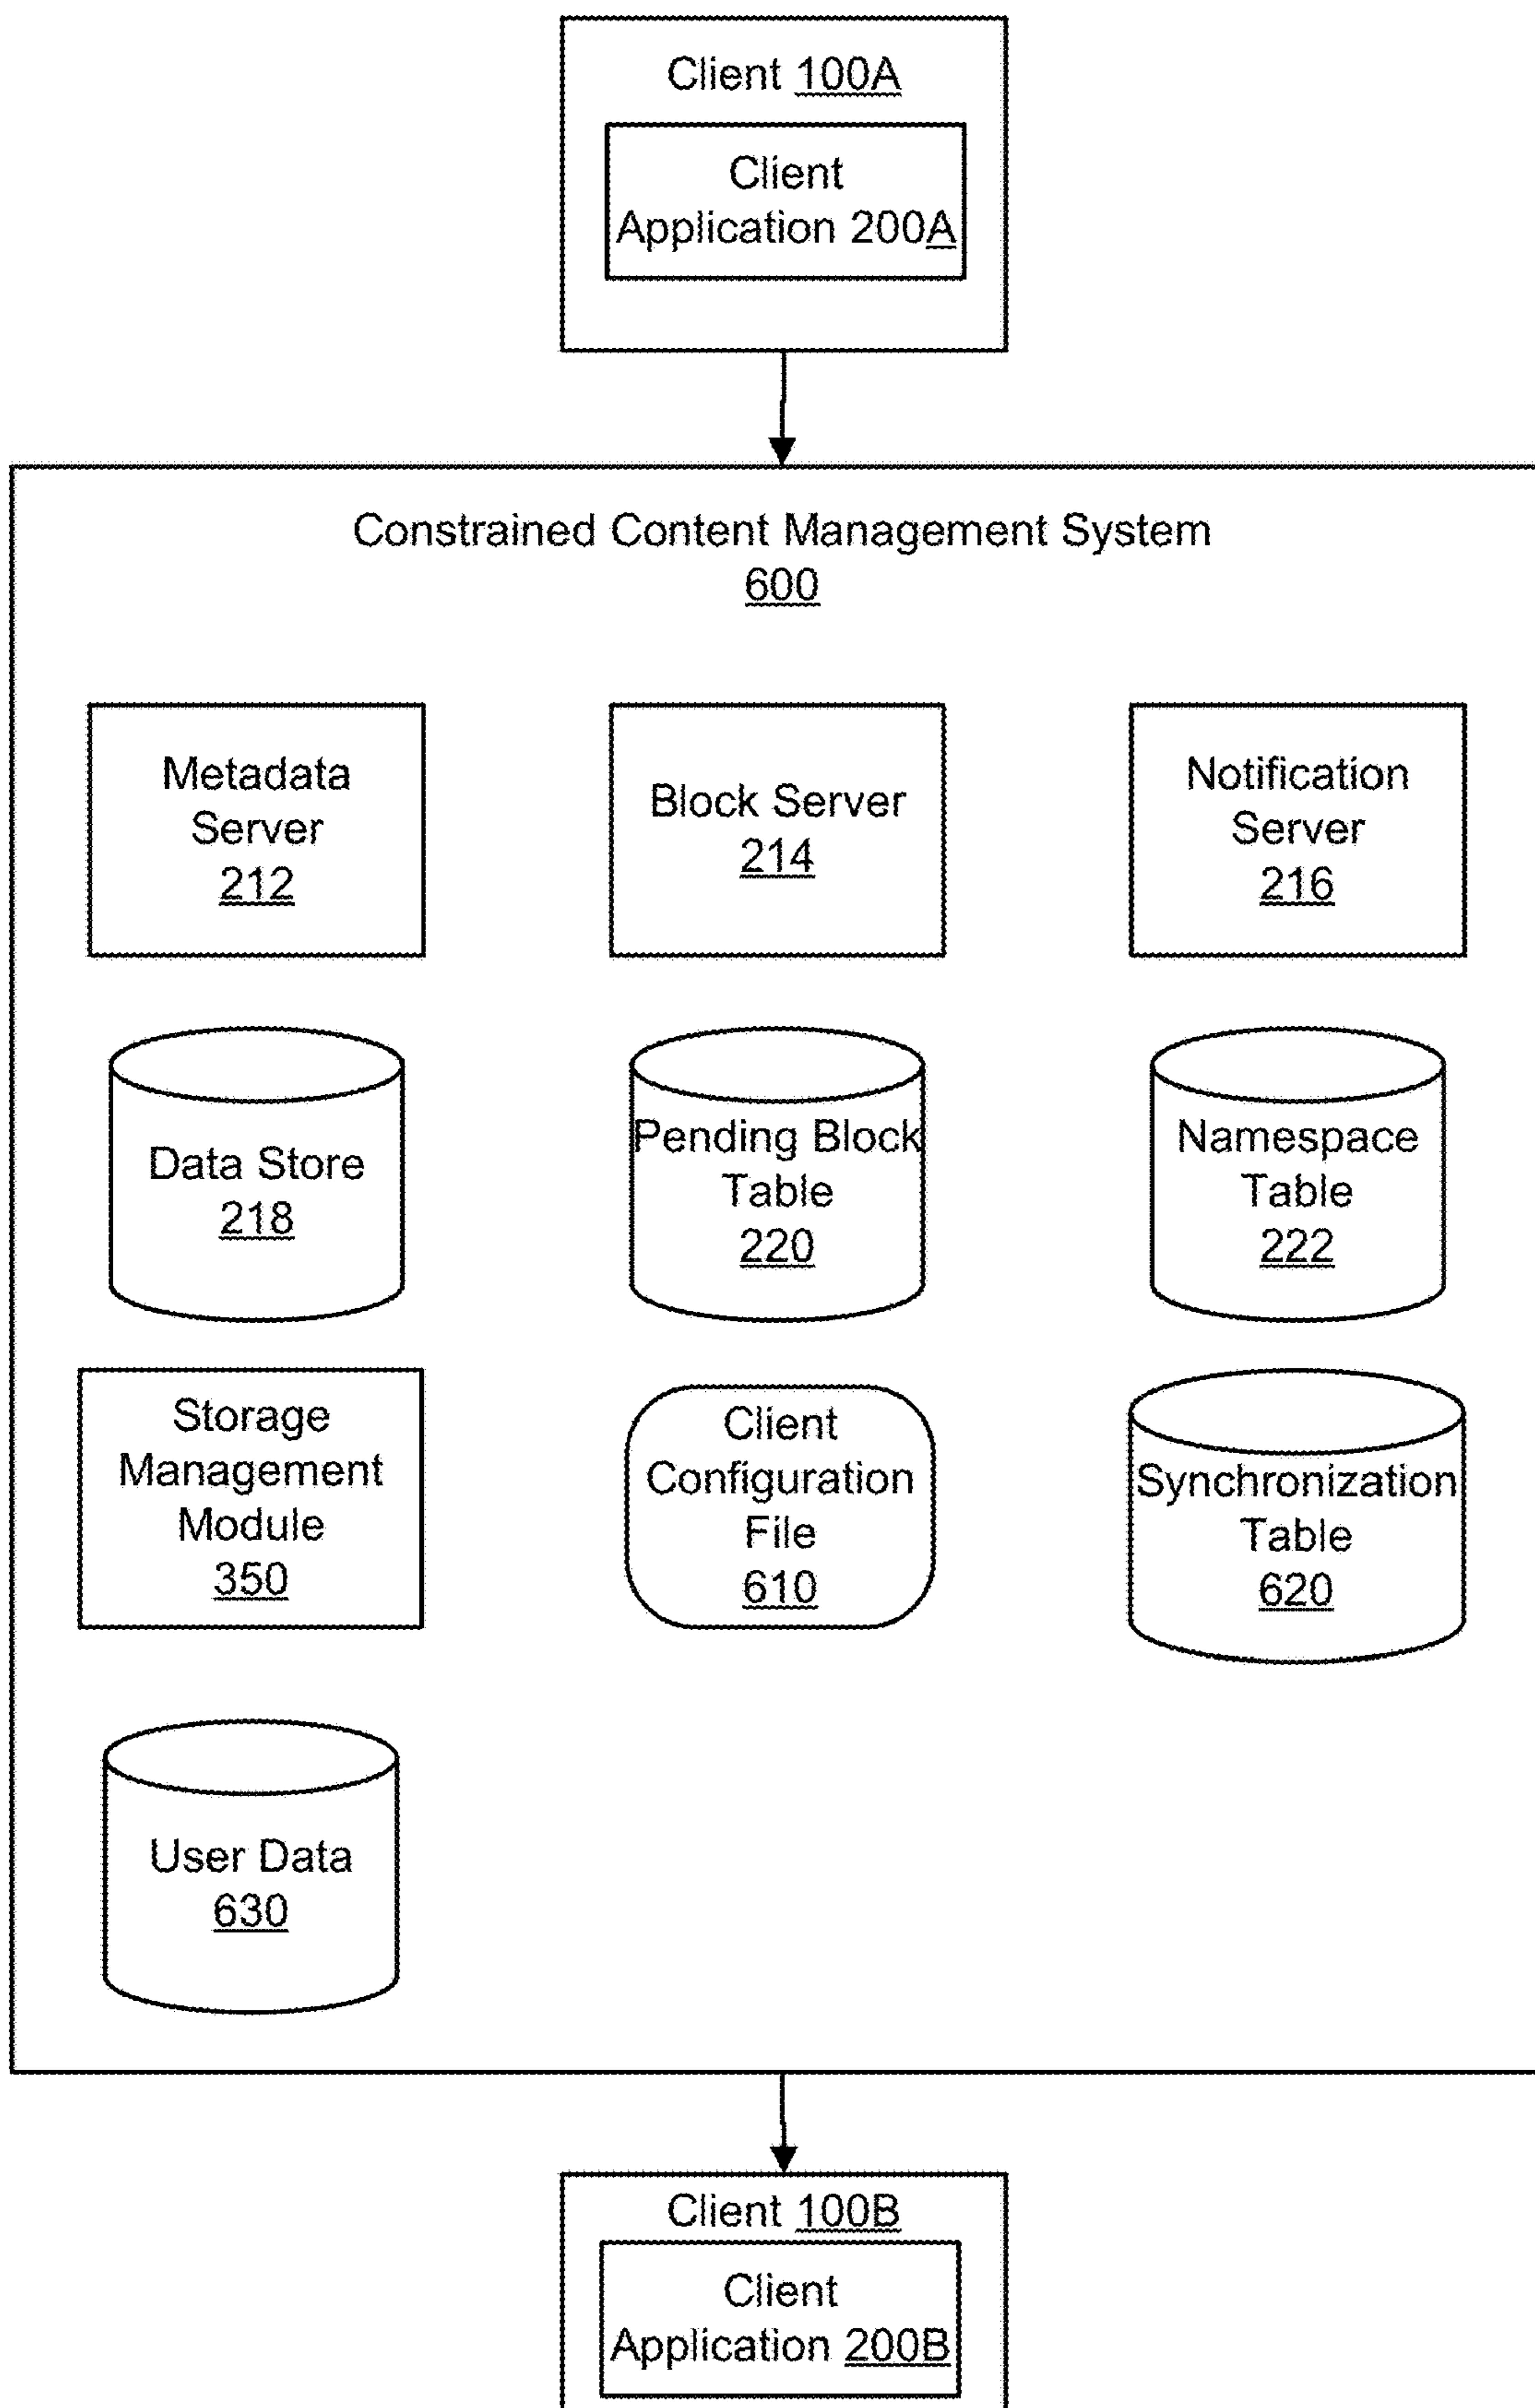 Client 100A
Client
Application 200A
Constrained Content Management System
600
Metadata
Server
212
Block Server
214
Notification
Server
216
Data Store
218
Pending Block
Table
220
Namespace
Table
222
Storage
Management
Module
350
Client
Configuration
File
610
Synchronization
Table
620
User Data
630
Client 100B
Client
Application 200B